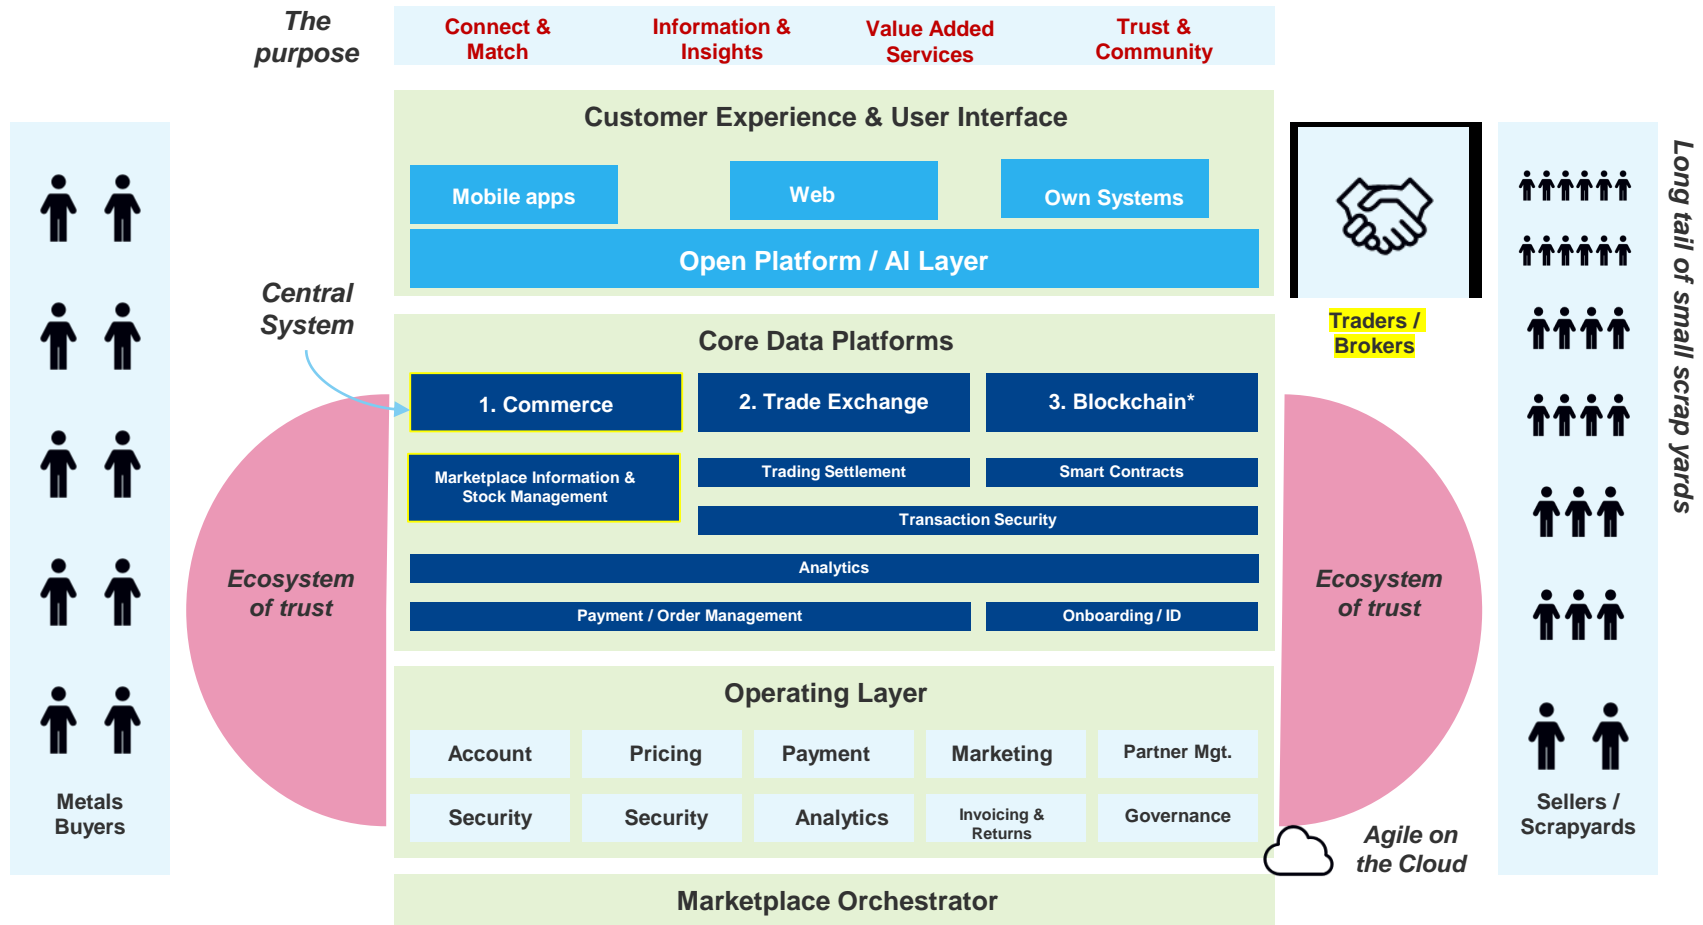 The
purpose
Connect &
Match
Information &
Insights
Value Added
Services
Trust &
Community
Customer Experience & User Interface
Mobile apps
Web
Own Systems
Open Platform / AI Layer
Central
System
Traders /
Brokers
Long tail of small scrap yards
Core Data Platforms
1. Commerce
2. Trade Exchange
3. Blockchain*
Marketplace Information &
Stock Management
Trading Settlement
Smart Contracts
Transaction Security
Analytics
Payment / Order Management
Onboarding / ID
Ecosystem
of trust
Ecosystem
of trust
Operating Layer
Account
Pricing
Payment
Marketing
Partner Mgt.
Security
Security
Analytics
Invoicing &
Returns
Governance
Metals
Buyers
Sellers /
Scrapyards
Agile on
the Cloud
Marketplace Orchestrator